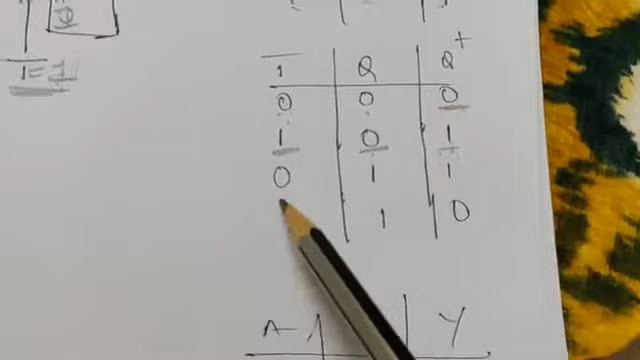 1 = 1
T Q Q+
0 0 0
1 0 1
0 1 1
1 0
Y